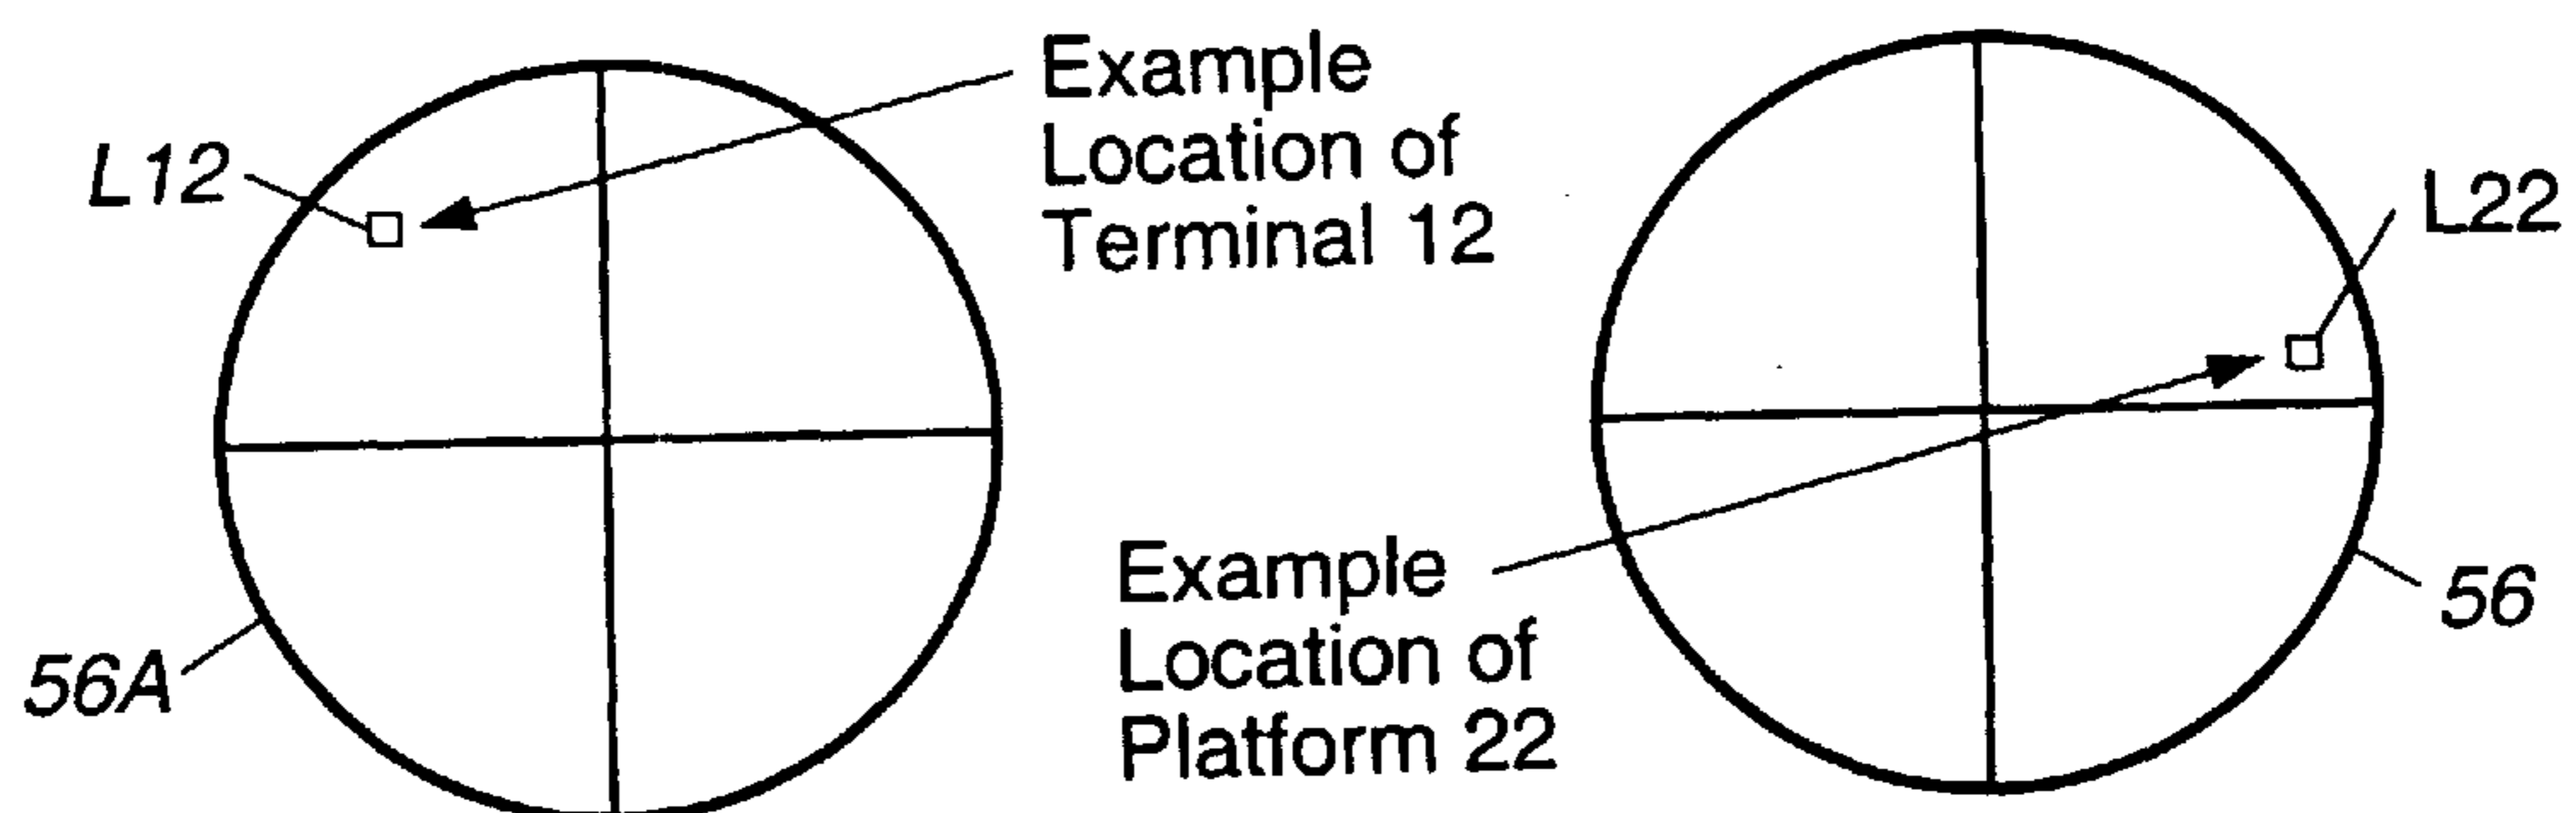 L12
Example
Location of
Terminal 12
L22
Example
Location of
Platform 22
56A
56